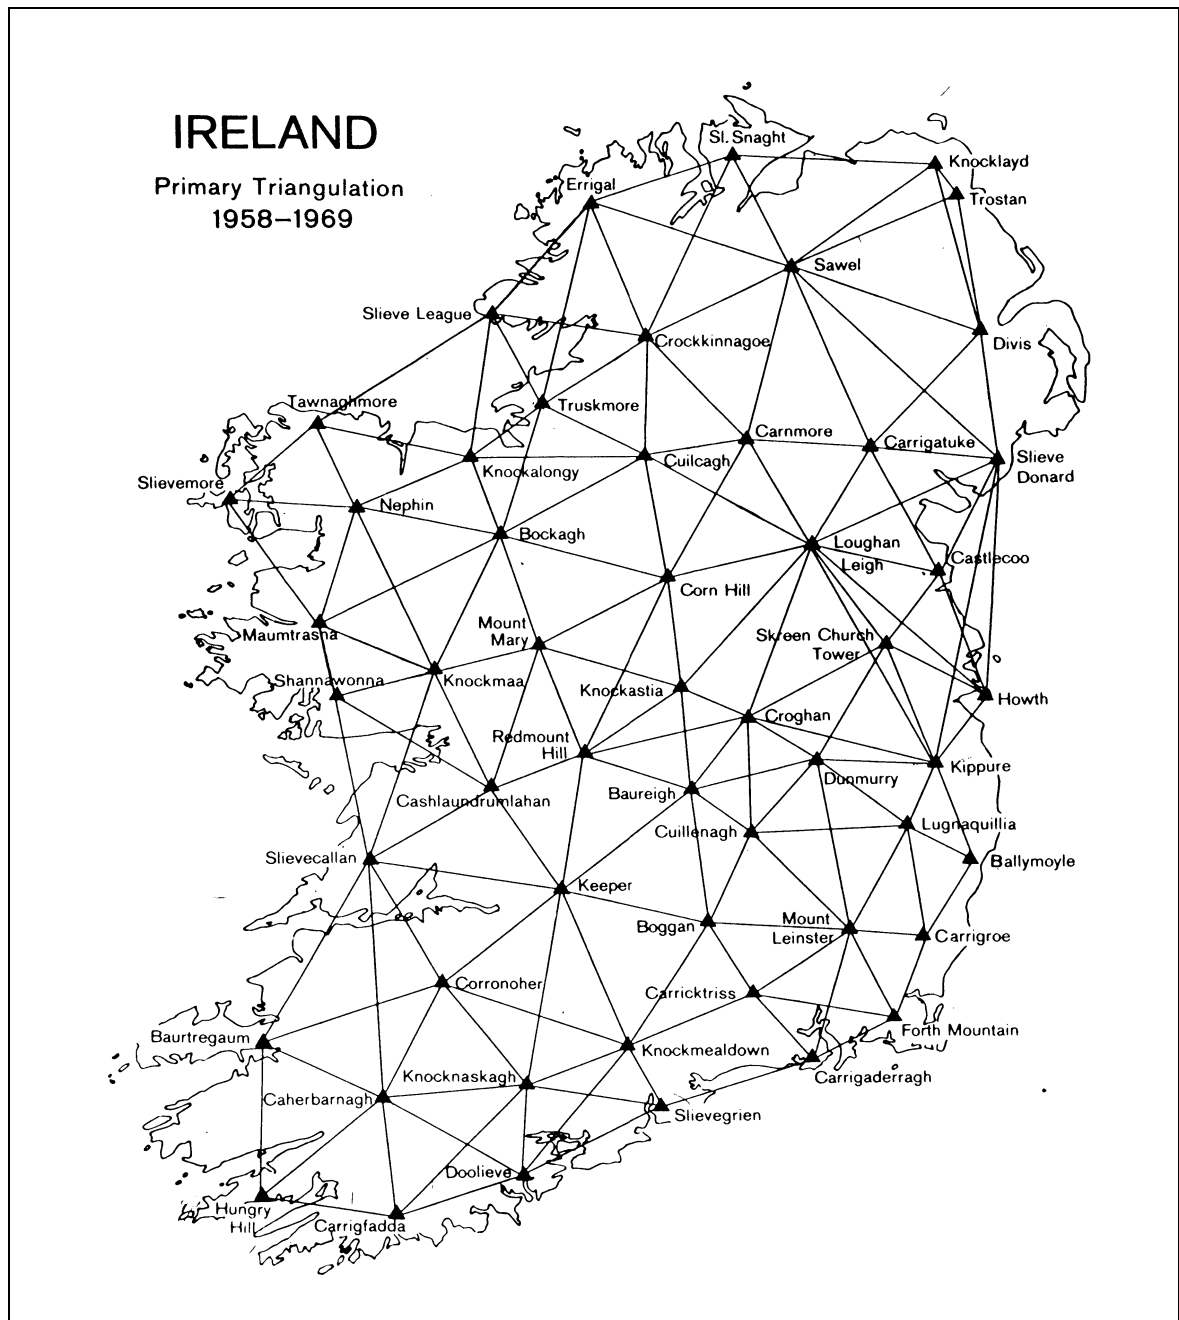 IRELAND
Primary Triangulation
1958–1969
Sl. Snaght
Knocklayd
Errigal
Trostan
Sawel
Slieve League
Crockkinnagoe
Divis
Tawnaghmore
Truskmore
Carnmore
Carrigatuke
Slieve
Donard
Cuilcagh
Knockalongy
Slievemore
Nephin
Bockagh
Loughan
Leigh
Castlecoo
Corn Hill
Mount
Mary
Skreen Church
Tower
Maumtrasna
Shannawonna
Knockmaa
Knockastia
Howth
Croghan
Redmount
Hill
Kippure
Dunmurry
Baureigh
Cashlaundrumlahan
Cuillenagh
Lugnaquillia
Slievecallan
Ballymoyle
Keeper
Mount
Leinster
Boggan
Carrigroe
Corronoher
Carricktriss
Forth Mountain
Baurtregaum
Knockmealdown
Knocknaskagh
Carrigaderragh
Caherbarnagh
Slievegrien
Doolieve
Hungry
Hill
Carrigfadda